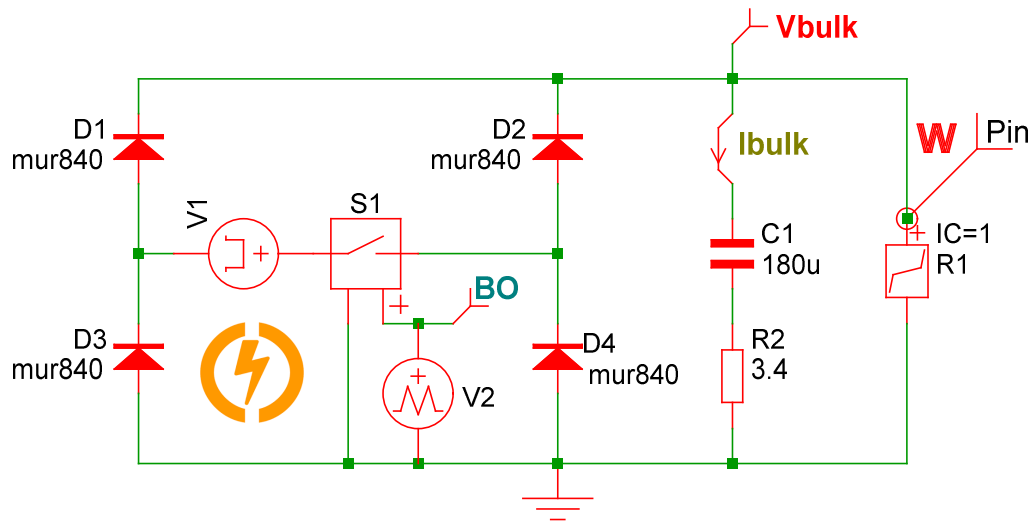 Vbulk
D1
mur840
D2
mur840
W
Pin
Ibulk
V1
S1
C1
180u
IC=1
R1
BO
D3
mur840
D4
mur840
R2
3.4
V2